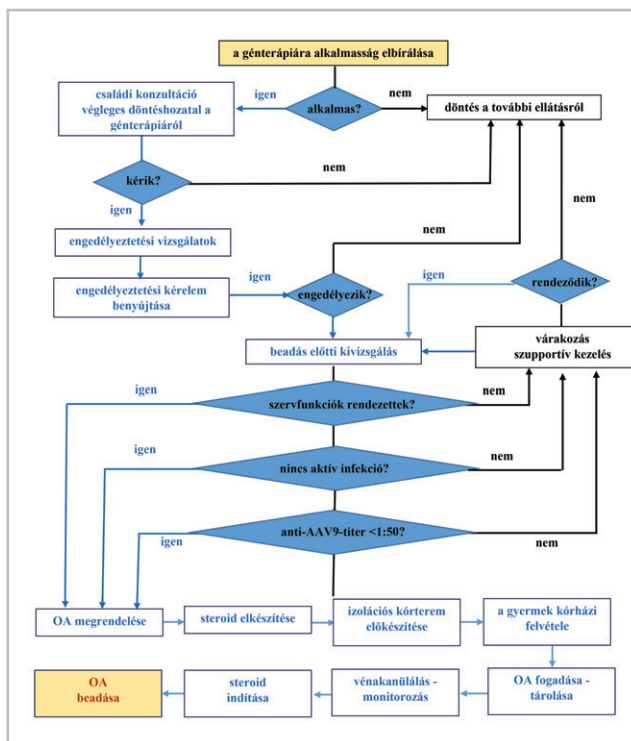 a génterápiára alkalmasság elbírálása
családi konzultáció
végleges döntéshozatal a
génterápiáról
igen
alkalmas?
nem
döntés a további ellátásról
kérik?
nem
nem
igen
engedélyeztetési vizsgálatok
nem
engedélyeztetési kérelem
benyújtása
igen
engedélyezik?
igen
rendeződik?
beadás előtti kivizsgálás
várakozás
szupportív kezelés
igen
szervfunkciók rendezettek?
nem
igen
nincs aktív infekció?
nem
igen
anti-AAV9-titer <1:50?
nem
OA megrendelése
steroid elkészítése
izolációs kórterem
előkészítése
a gyermek kórházi
felvétele
OA
beadása
steroid
indítása
vénakanülálás -
monitorozás
OA fogadása -
tárolása